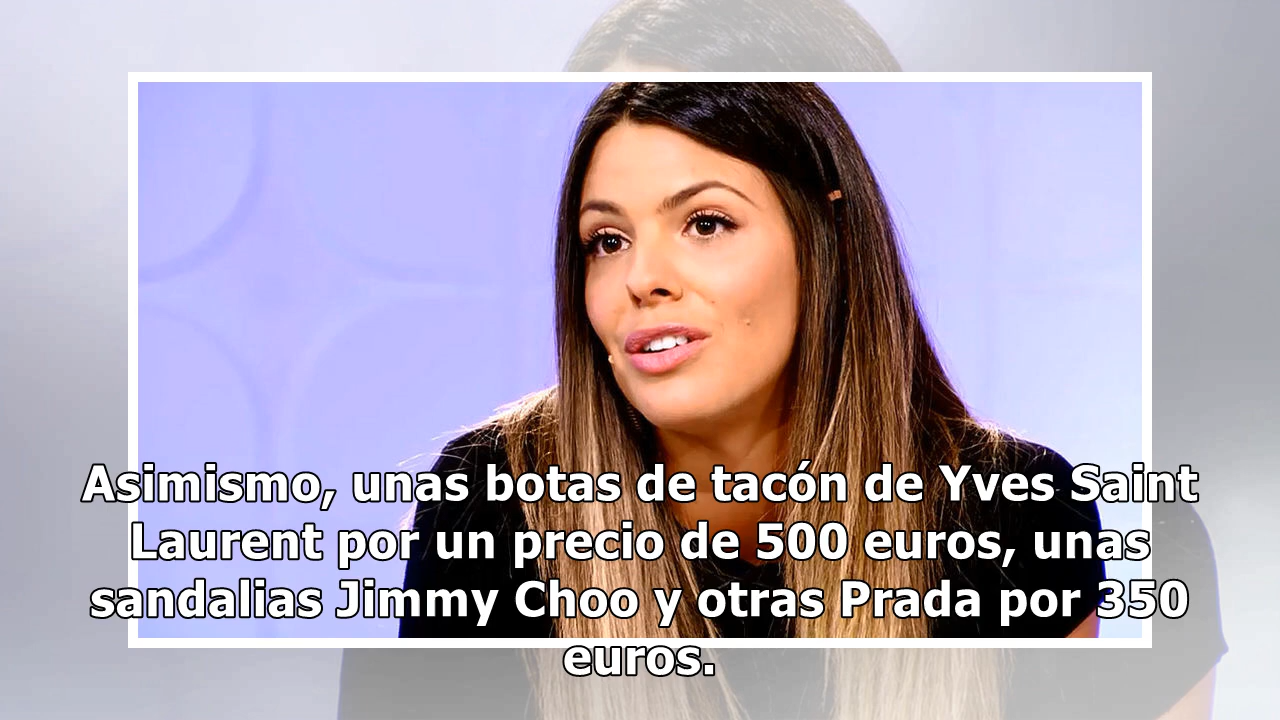 Asimismo, unas botas de tacón de Yves Saint
Laurent por un precio de 500 euros, unas
sandalias Jimmy Choo y otras Prada por 350
euros.